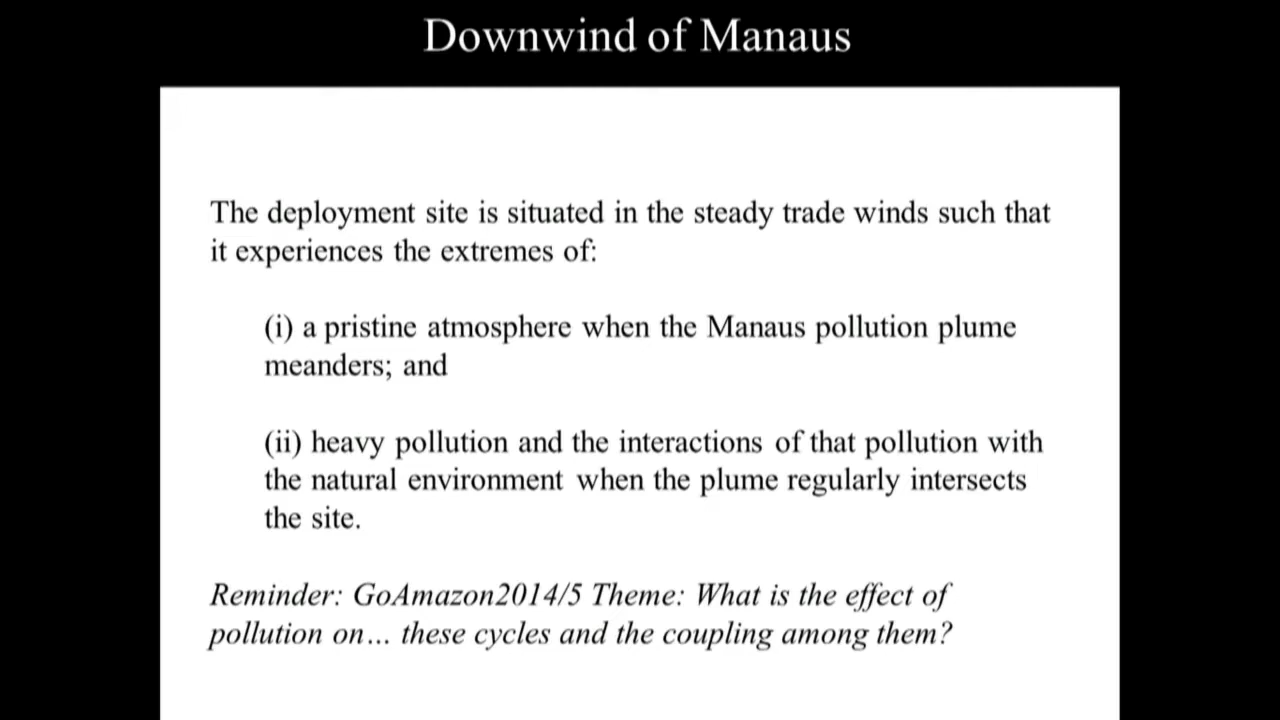 Downwind of Manaus
The deployment site is situated in the steady trade winds such that
it experiences the extremes of:
(i) a pristine atmosphere when the Manaus pollution plume
meanders; and
(ii) heavy pollution and the interactions of that pollution with
the natural environment when the plume regularly intersects
the site.
Reminder: GoAmazon2014/5 Theme: What is the effect of
pollution on… these cycles and the coupling among them?